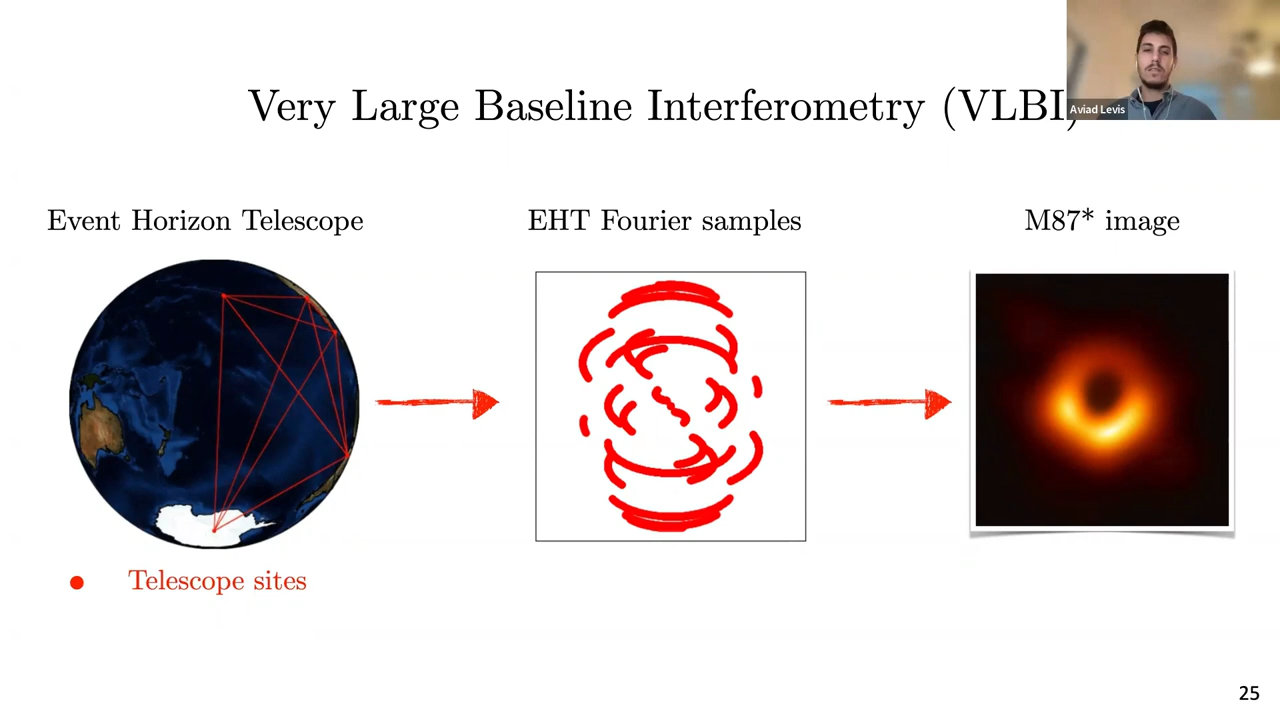 Very Large Baseline Interferometry (VLBI)
Aviad Levis
Event Horizon Telescope
EHT Fourier samples
M87* image
Telescope sites
25